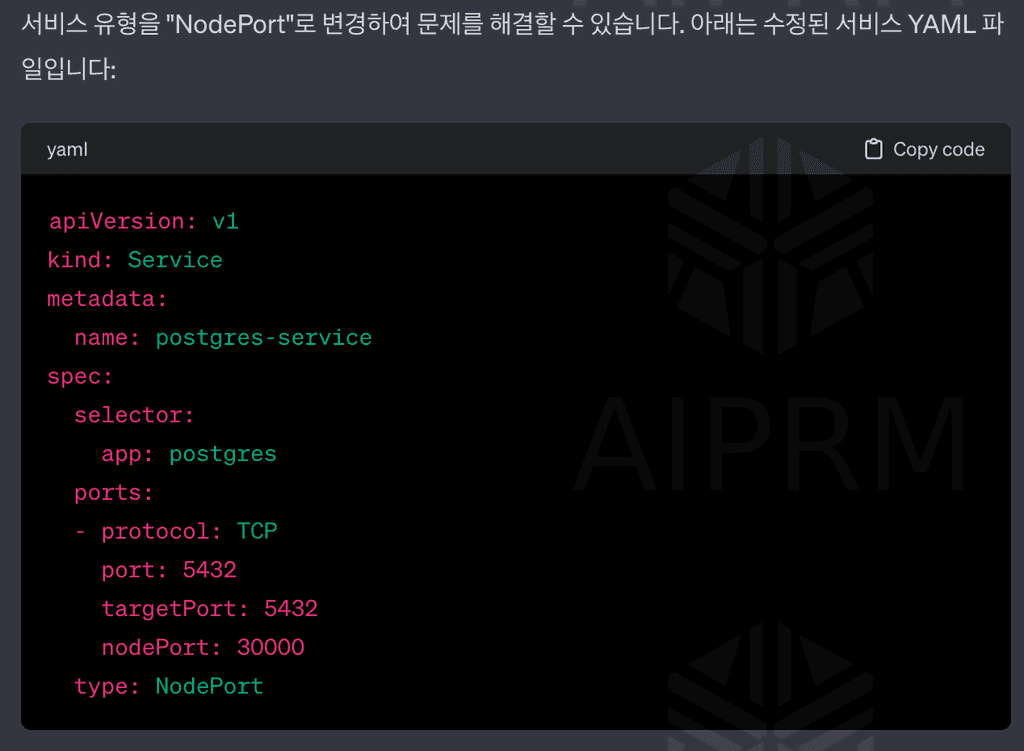 서비스 유형을 "NodePort"로 변경하여 문제를 해결할 수 있습니다. 아래는 수정된 서비스 YAML 파
일입니다:
yaml
Copy code
apiVersion: v1
kind: Service
metadata:
  name: postgres-service
spec:
  selector:
    app: postgres
  ports:
  - protocol: TCP
    port: 5432
    targetPort: 5432
    nodePort: 30000
  type: NodePort
AIPRM